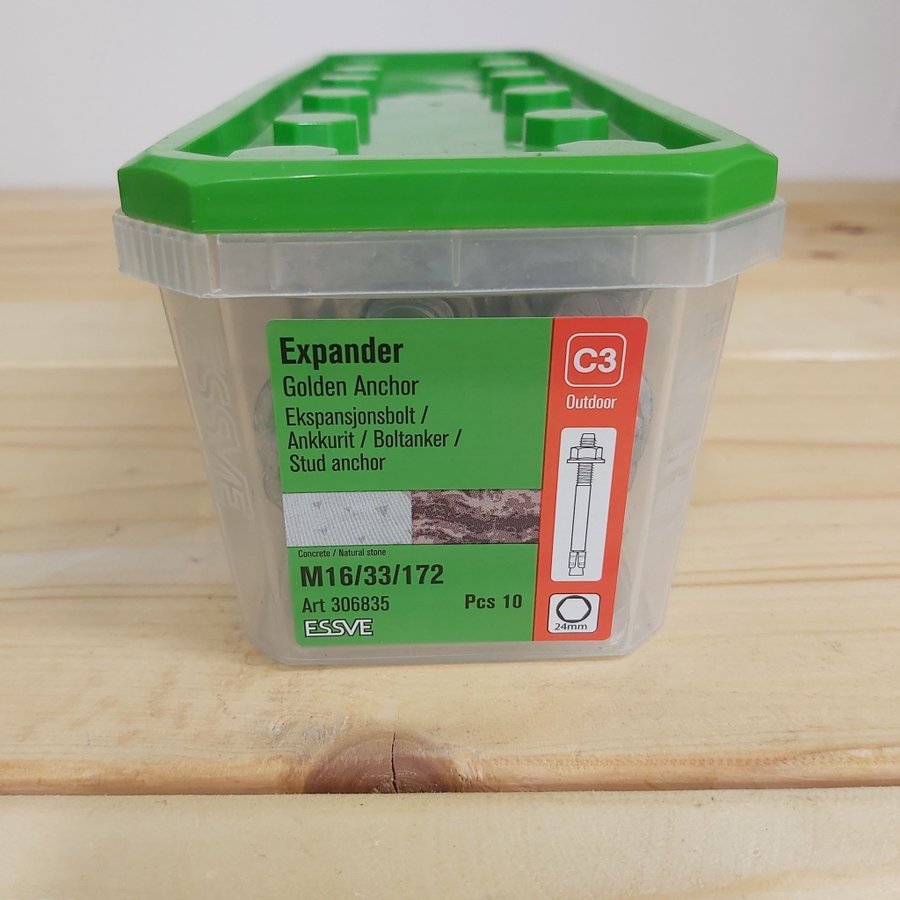 Expander
Golden Anchor
Ekspansjonsbolt /
Ankkurit / Boltanker /
Stud anchor
Concrete / Natural stone
M16/33/172
Art 306835
Pcs 10
ESSVE
C3
Outdoor
24mm
ESSVE